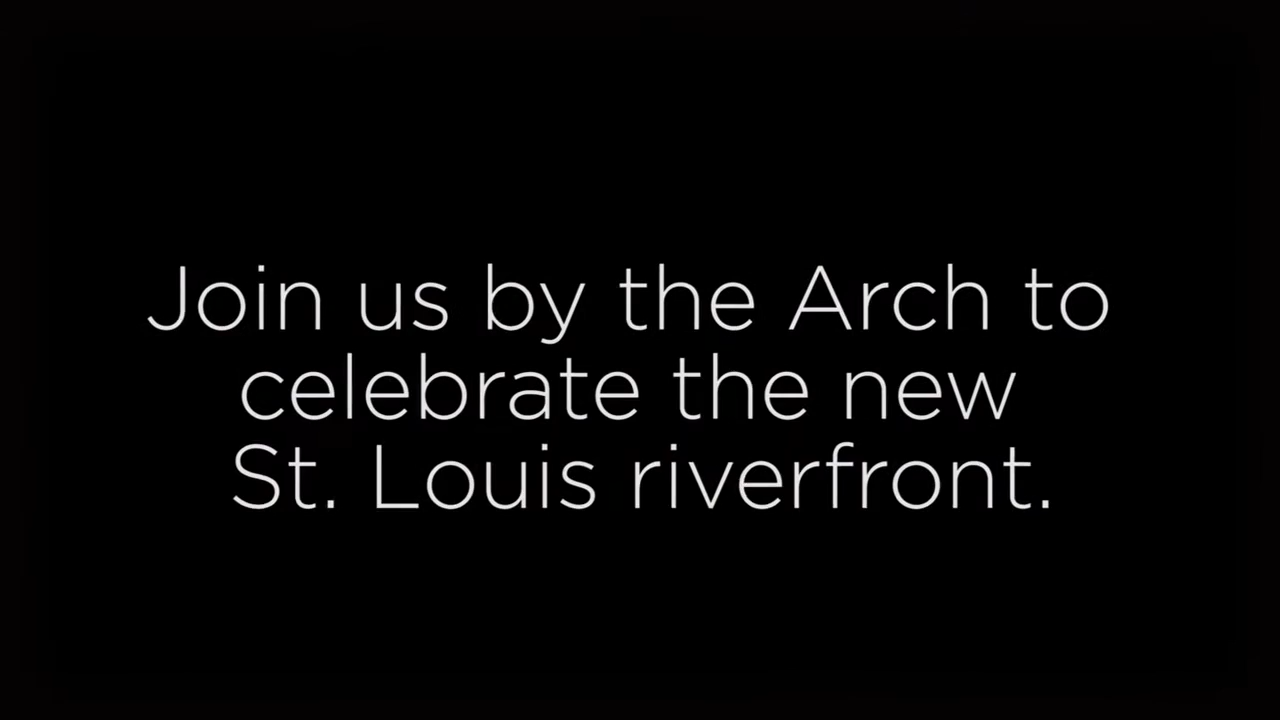 Join us by the Arch to
celebrate the new
St. Louis riverfront.